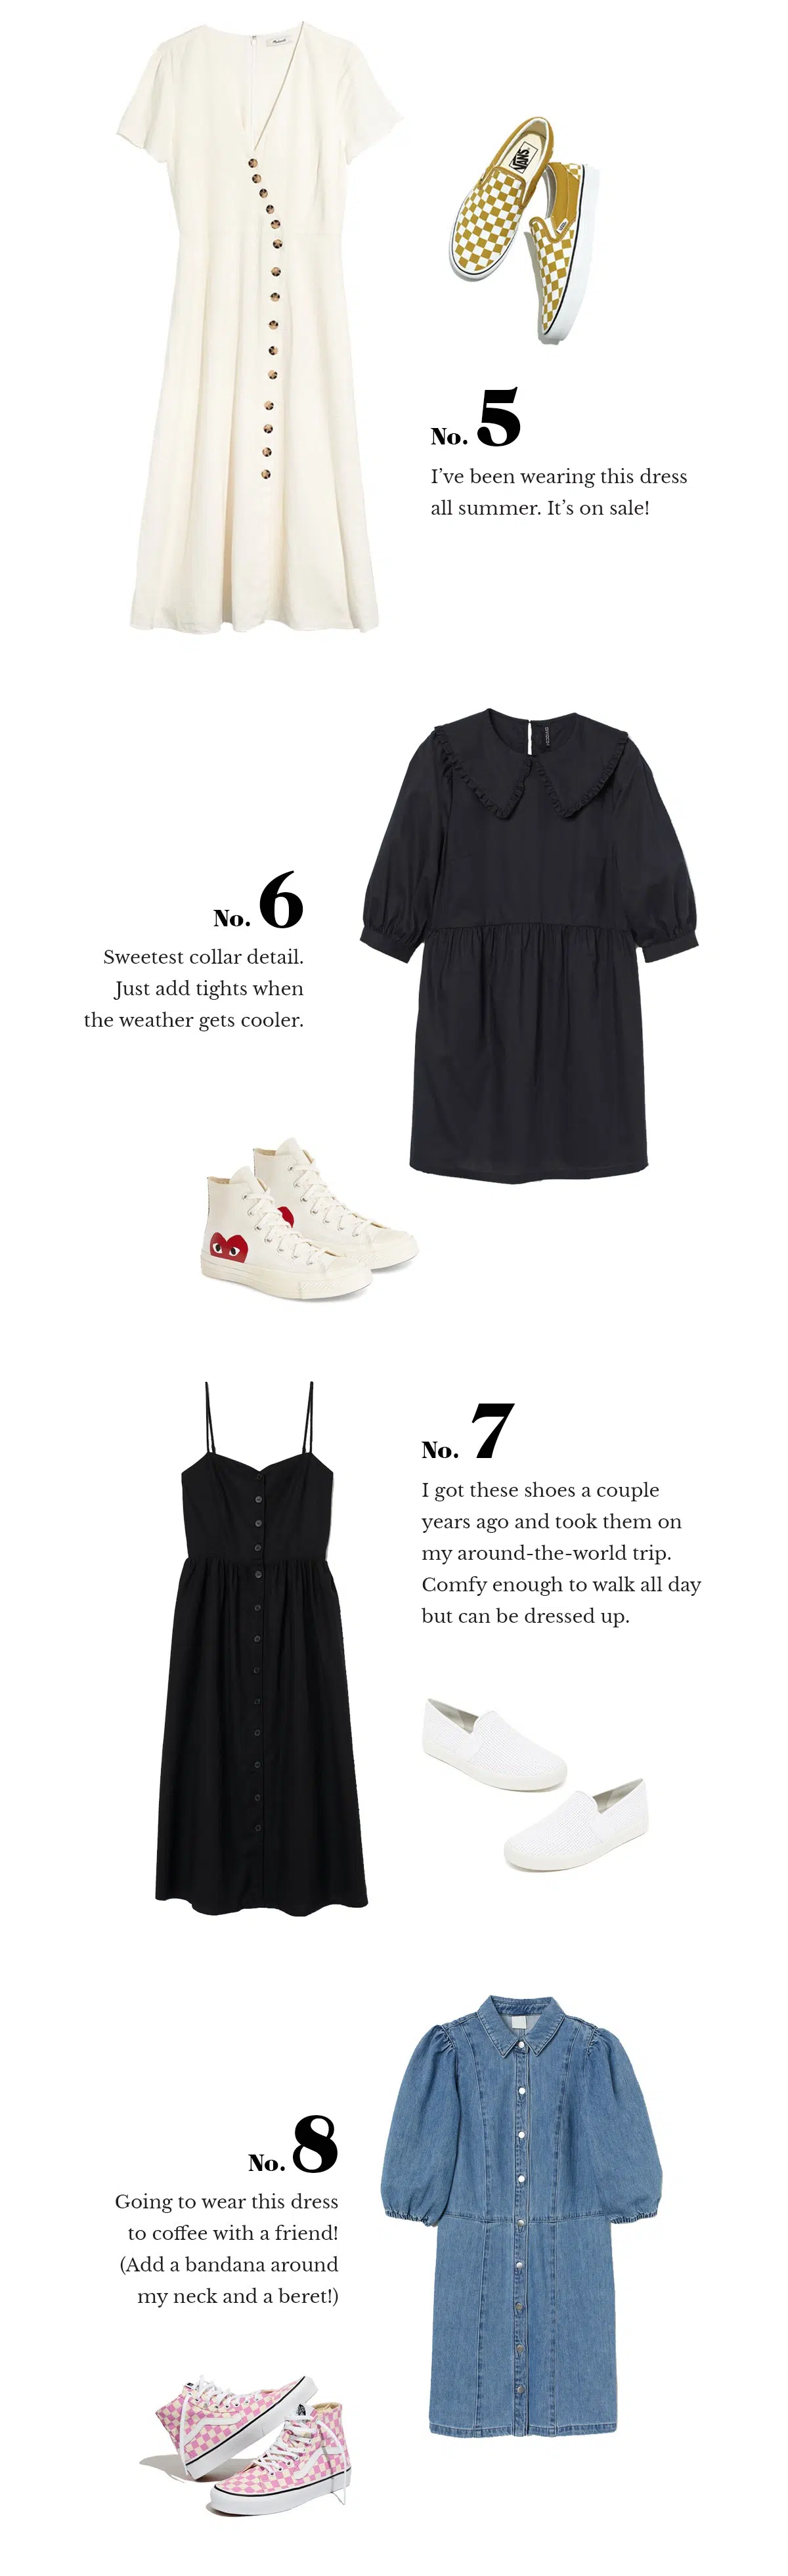 VANS
No. 5
I’ve been wearing this dress
all summer. It’s on sale!
No. 6
Sweetest collar detail.
Just add tights when
the weather gets cooler.
No. 7
I got these shoes a couple
years ago and took them on
my around-the-world trip.
Comfy enough to walk all day
but can be dressed up.
No. 8
Going to wear this dress
to coffee with a friend!
(Add a bandana around
my neck and a beret!)